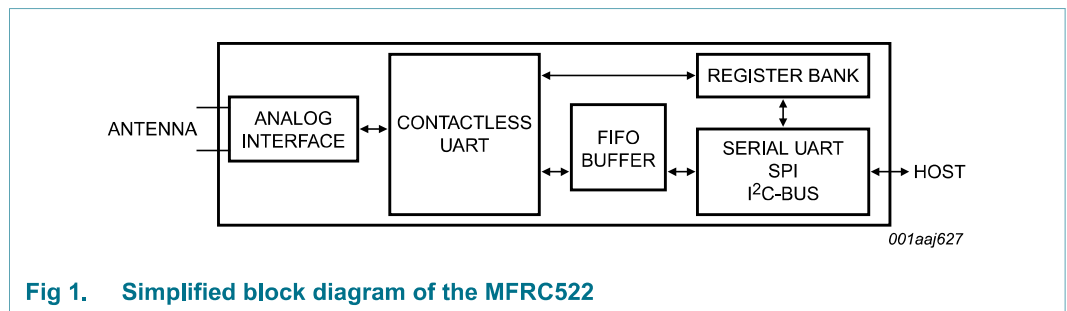 ANTENNA
ANALOG
INTERFACE
CONTACTLESS
UART
FIFO
BUFFER
REGISTER BANK
SERIAL UART
SPI
I²C-BUS
HOST
001aaj627
Fig 1. Simplified block diagram of the MFRC522